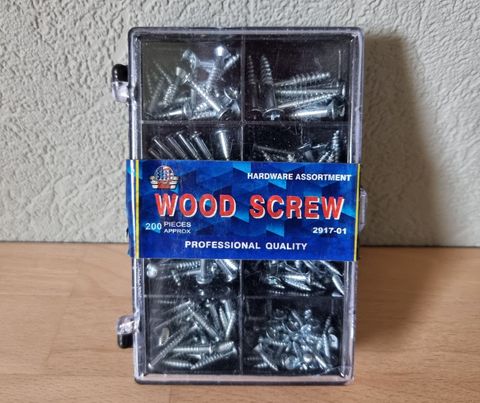 HARDWARE ASSORTMENT
WOOD SCREW
200 PIECES
APPROX
2917-01
PROFESSIONAL QUALITY